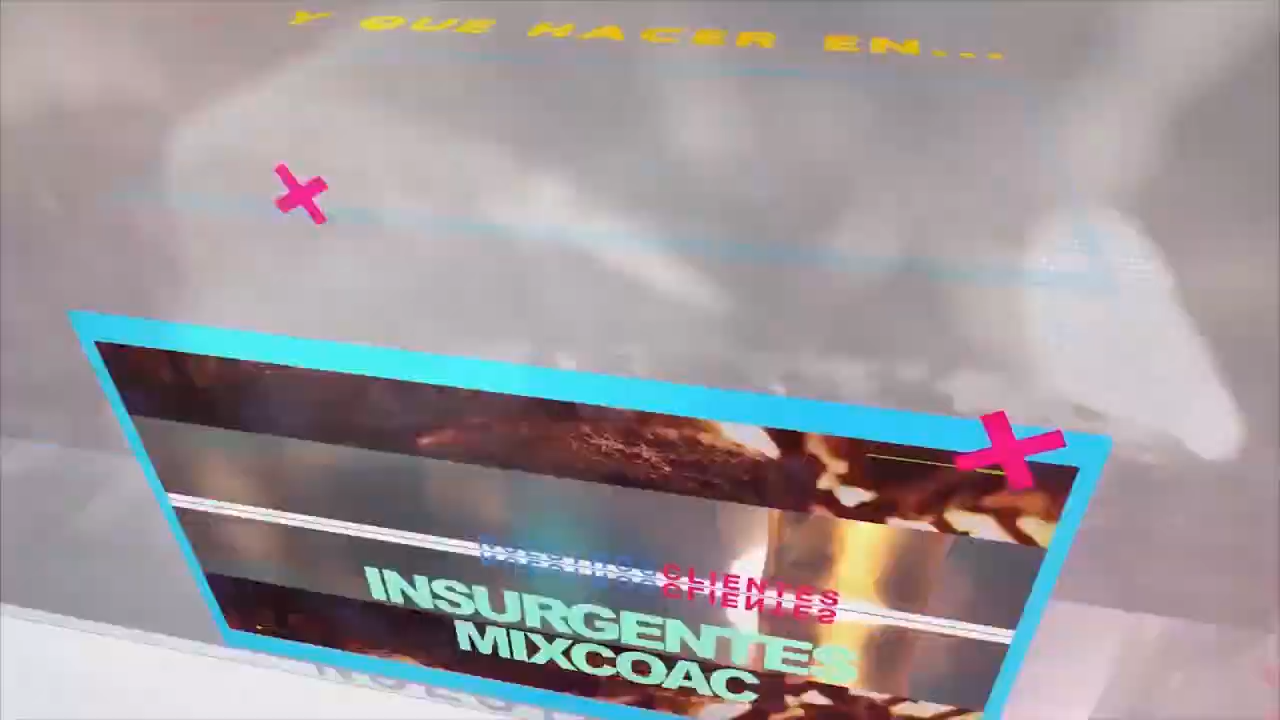 Y QUE HACER EN...
CLIENTES
INSURGENTES
MIXCOAC